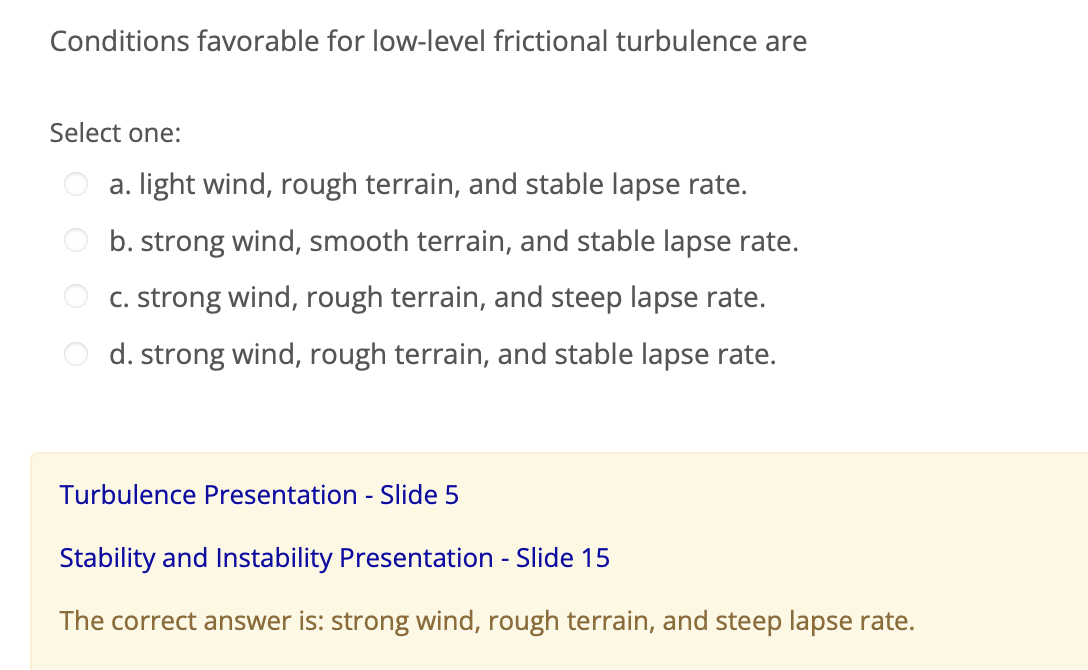 Conditions favorable for low-level frictional turbulence are
Select one:
a. light wind, rough terrain, and stable lapse rate.
b. strong wind, smooth terrain, and stable lapse rate.
c. strong wind, rough terrain, and steep lapse rate.
d. strong wind, rough terrain, and stable lapse rate.
Turbulence Presentation - Slide 5
Stability and Instability Presentation - Slide 15
The correct answer is: strong wind, rough terrain, and steep lapse rate.